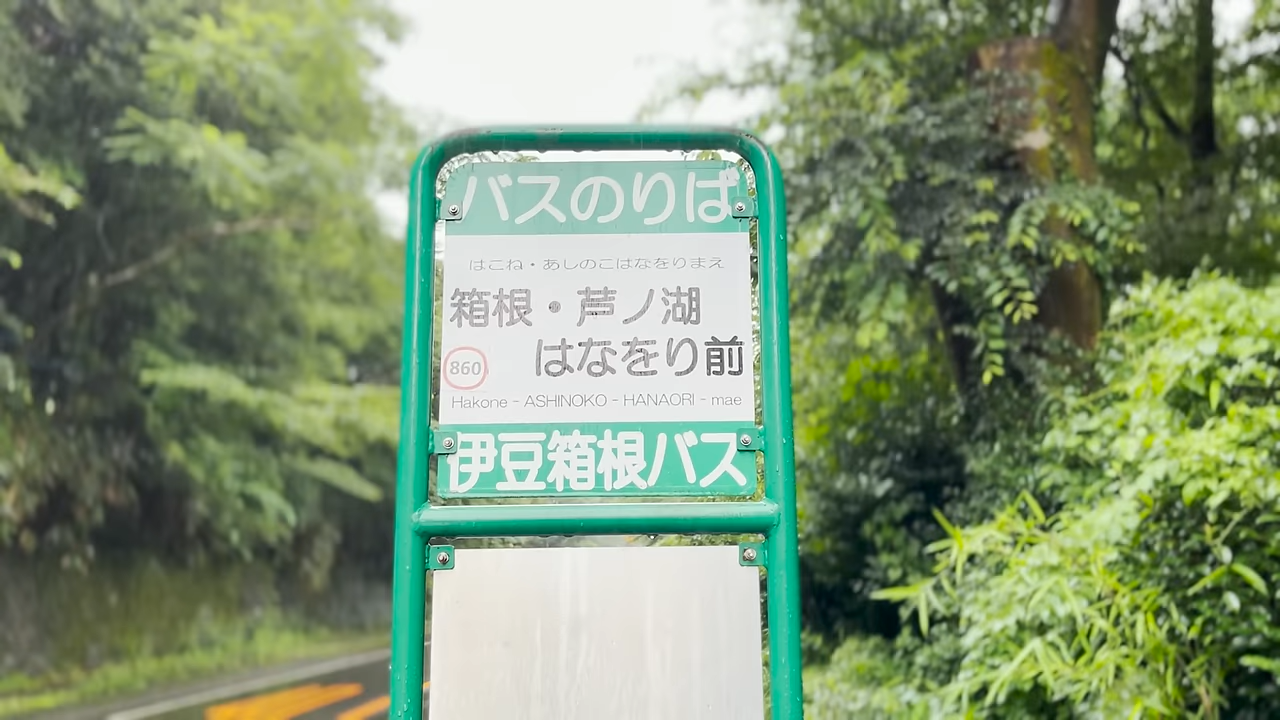 バスのりば
はこね・あしのこはなをりまえ
箱根・芦ノ湖
860 はなをり前
Hakone - ASHINOKO - HANAORI - mae
伊豆箱根バス